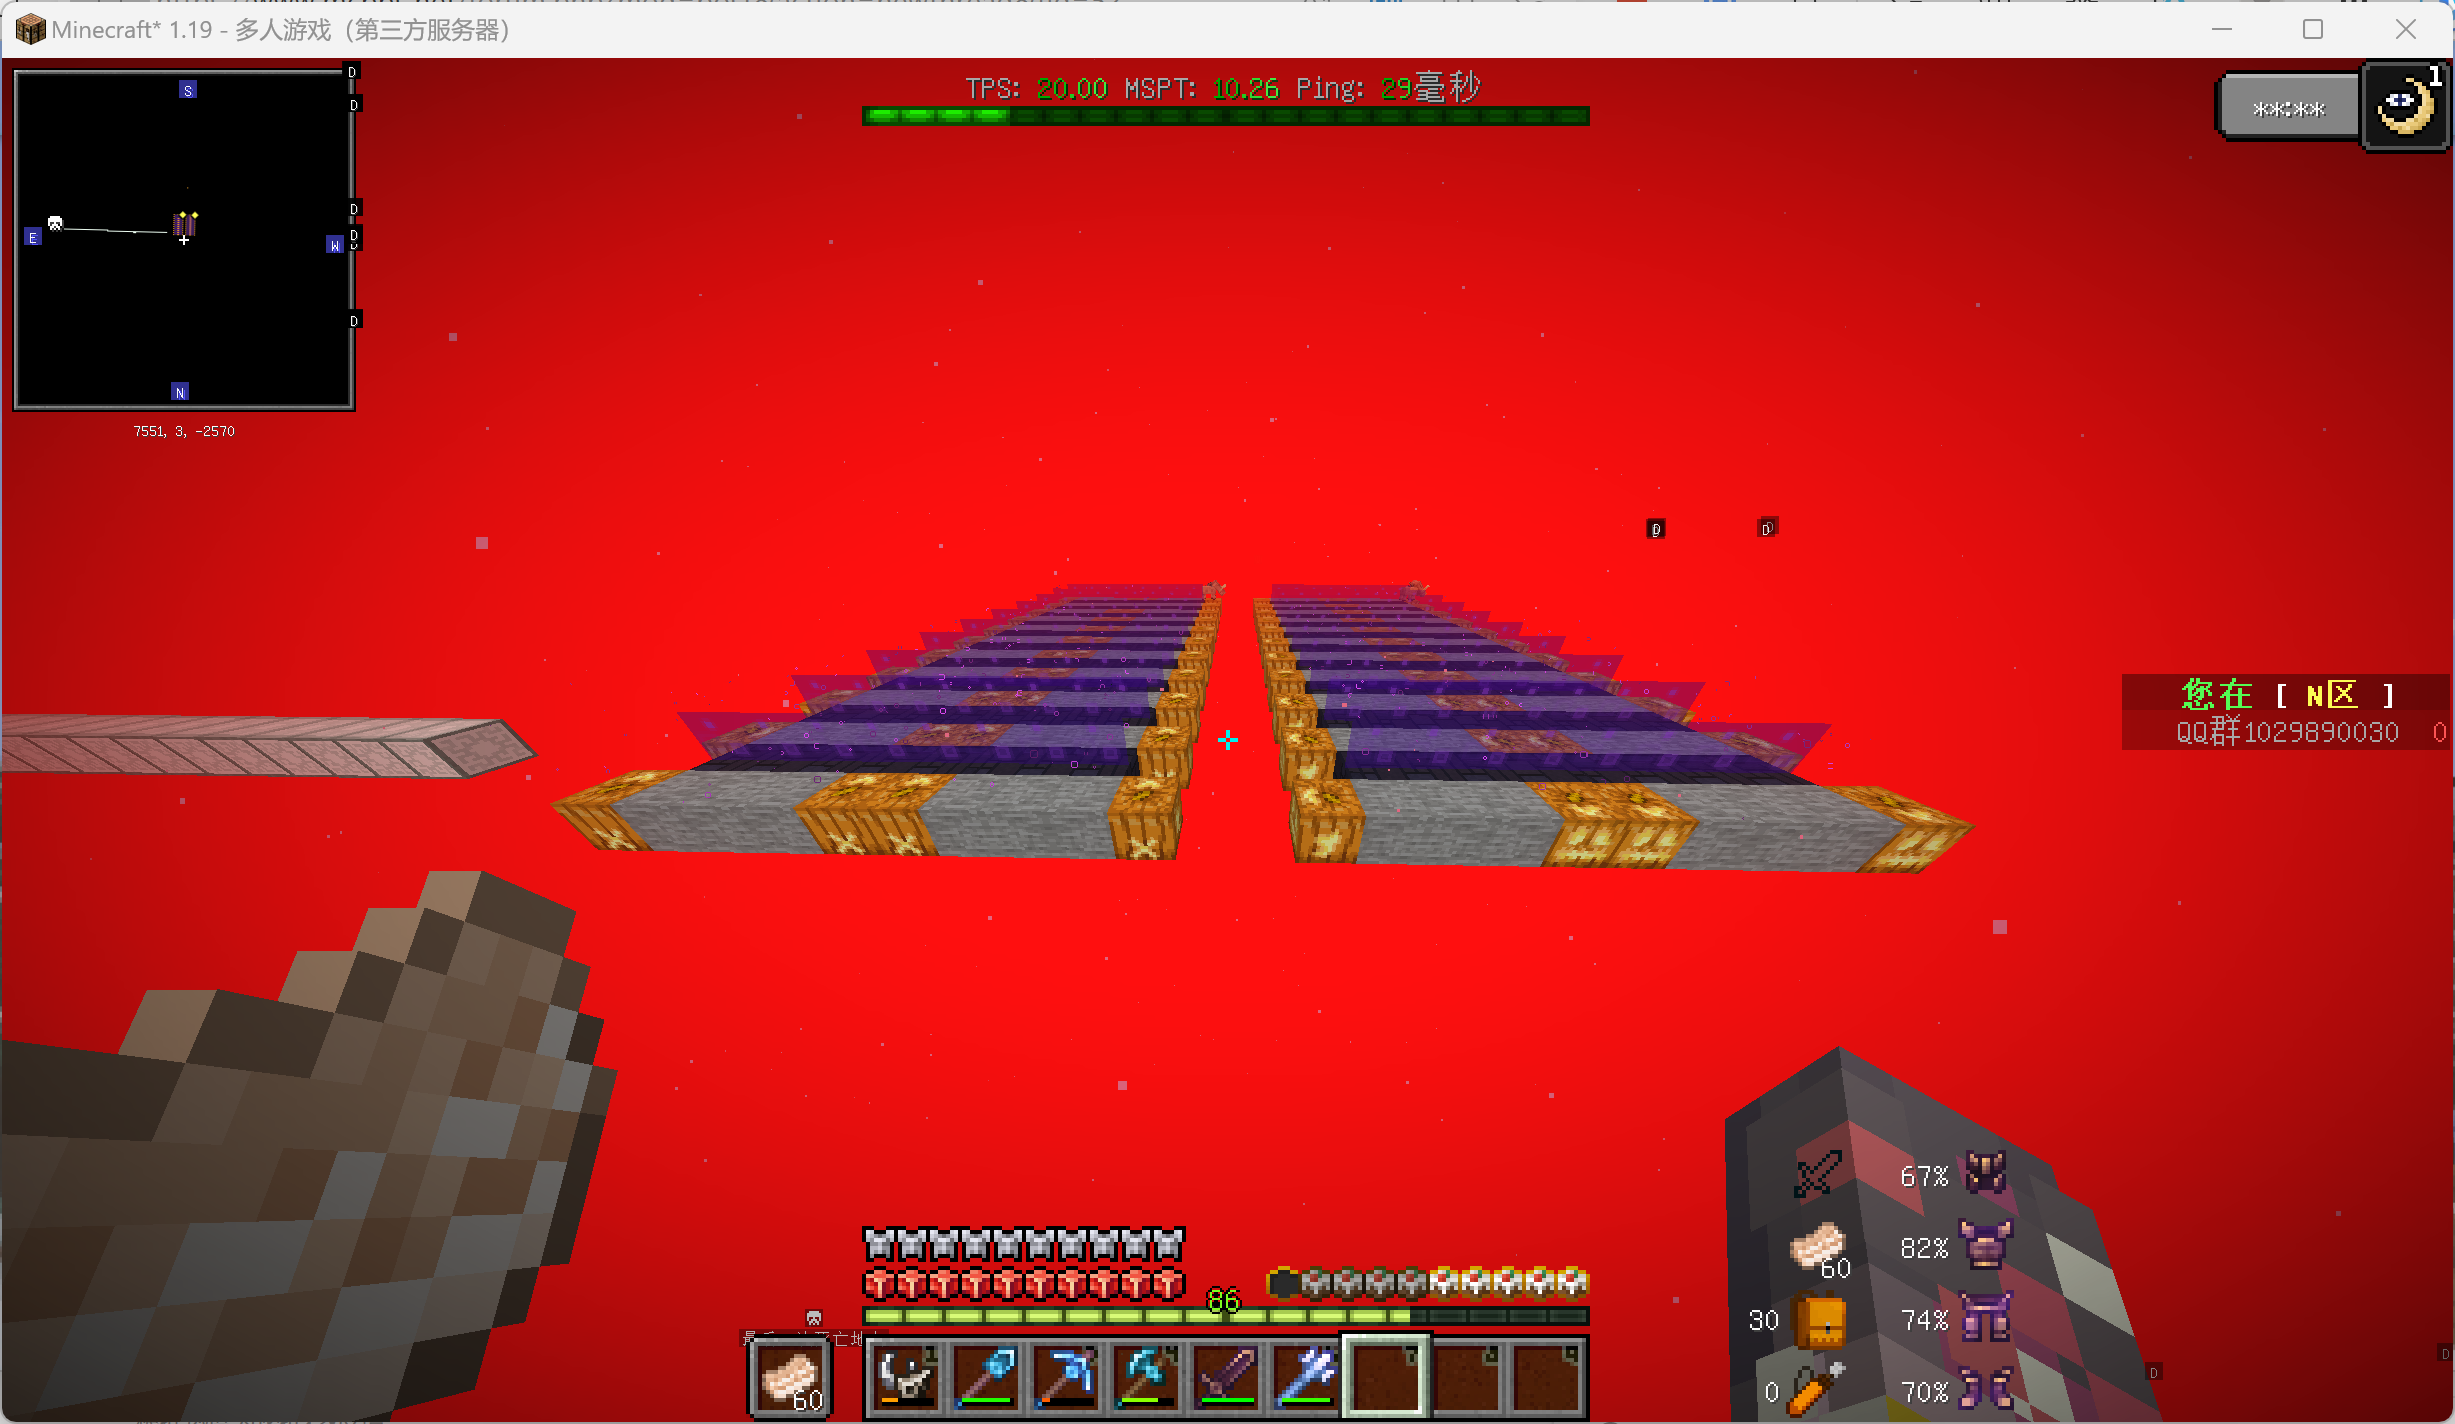 Minecraft* 1.19 - 多人游戏（第三方服务器）
D
S
D
TPS: 20.00 MSPT: 10.26 Ping: 29毫秒
**:**
1
D
E
W
D
D
N
7551, 3, -2570
D
D
您在 [ N区 ]
QQ群1029890030 0
67%
82%
60
30
74%
0
70%
D
D
86
60